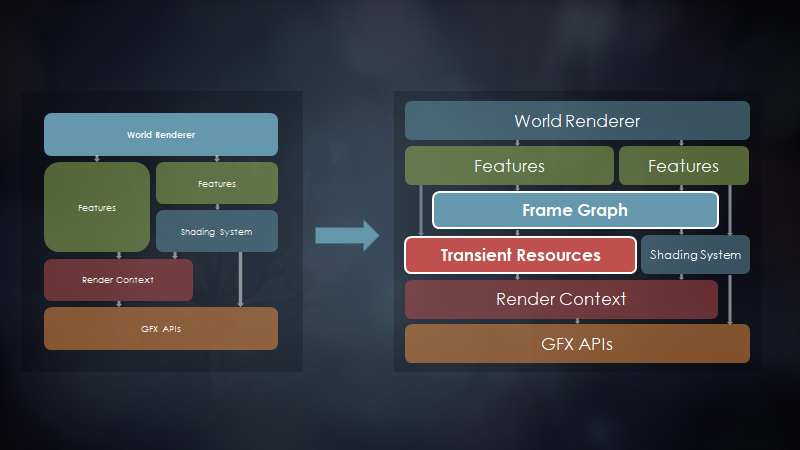 World Renderer
Features
Features
Shading System
Render Context
GFX APIs
World Renderer
Features
Features
Frame Graph
Transient Resources
Shading System
Render Context
GFX APIs